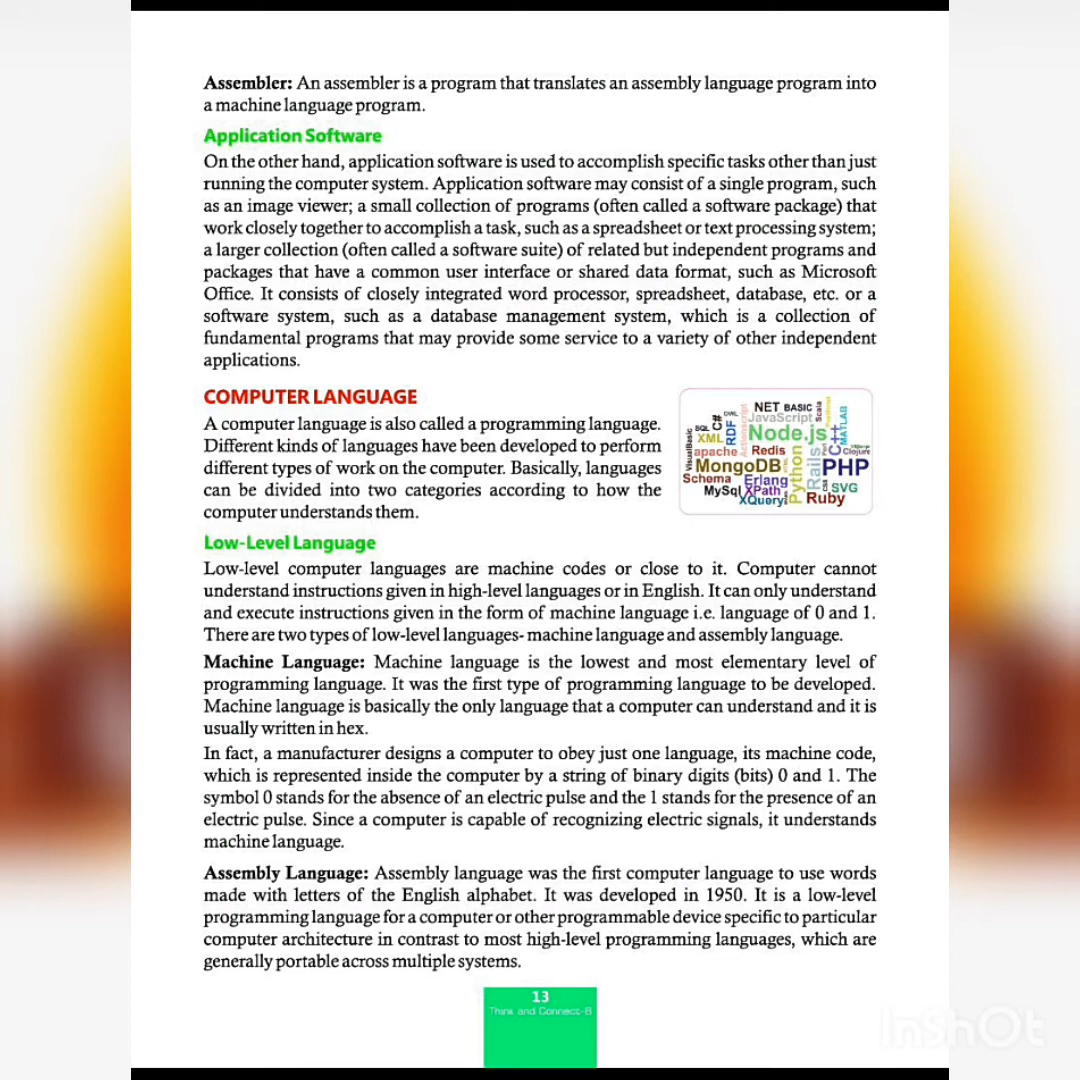 Assembler: An assembler is a program that translates an assembly language program into
a machine language program.
Application Software
On the other hand, application software is used to accomplish specific tasks other than just
running the computer system. Application software may consist of a single program, such
as an image viewer; a small collection of programs (often called a software package) that
work closely together to accomplish a task, such as a spreadsheet or text processing system;
a larger collection (often called a software suite) of related but independent programs and
packages that have a common user interface or shared data format, such as Microsoft
Office. It consists of closely integrated word processor, spreadsheet, database, etc. or a
software system, such as a database management system, which is a collection of
fundamental programs that may provide some service to a variety of other independent
applications.
COMPUTER LANGUAGE
A computer language is also called a programming language.
Different kinds of languages have been developed to perform
different types of work on the computer. Basically, languages
can be divided into two categories according to how the
computer understands them.
NET BASIC
Scala
MATLAB
OWL
JavaScript
C#
SQL
XML
RDF
Actionscript
Node.js
C++
VisualBasic
apache
Redis
Clojure
MongoDB
Python
Rails
PHP
Schema
Erlang
CSS
SVG
MySql
XPath
XQuery
Ruby
Low-Level Language
Low-level computer languages are machine codes or close to it. Computer cannot
understand instructions given in high-level languages or in English. It can only understand
and execute instructions given in the form of machine language i.e. language of 0 and 1.
There are two types of low-level languages- machine language and assembly language.
Machine Language: Machine language is the lowest and most elementary level of
programming language. It was the first type of programming language to be developed.
Machine language is basically the only language that a computer can understand and it is
usually written in hex.
In fact, a manufacturer designs a computer to obey just one language, its machine code,
which is represented inside the computer by a string of binary digits (bits) 0 and 1. The
symbol 0 stands for the absence of an electric pulse and the 1 stands for the presence of an
electric pulse. Since a computer is capable of recognizing electric signals, it understands
machine language.
Assembly Language: Assembly language was the first computer language to use words
made with letters of the English alphabet. It was developed in 1950. It is a low-level
programming language for a computer or other programmable device specific to particular
computer architecture in contrast to most high-level programming languages, which are
generally portable across multiple systems.
13
Think and Connect-8
InShOt